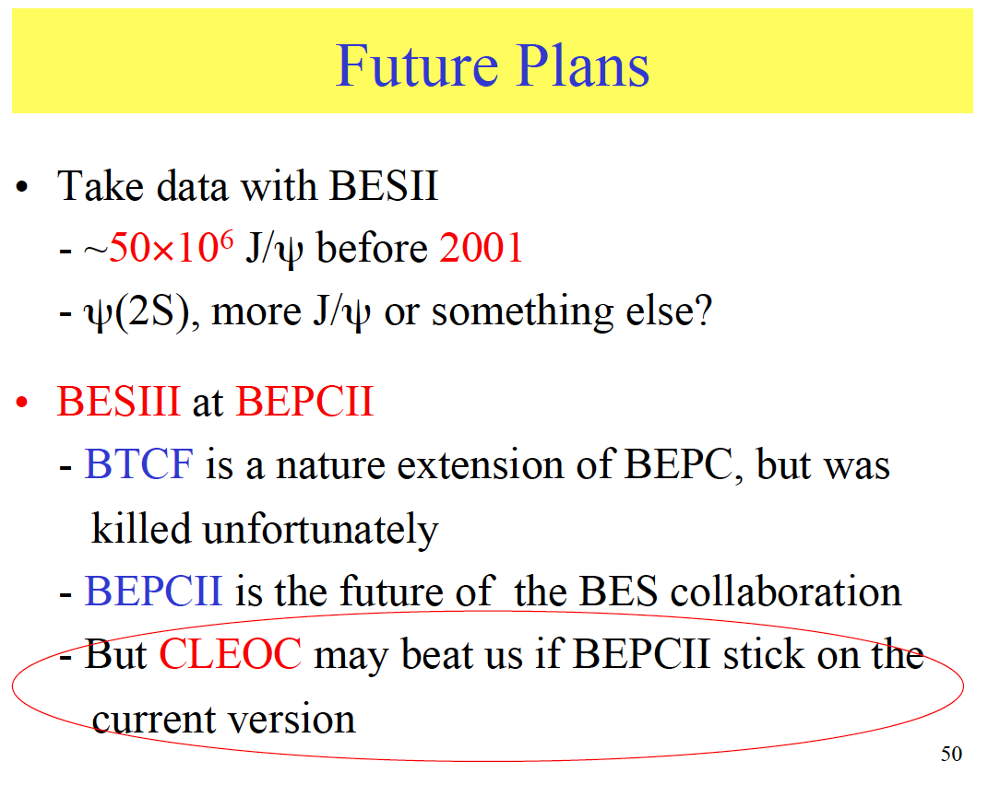 Future Plans
• Take data with BESII
- ~50×10⁶ J/ψ before 2001
- ψ(2S), more J/ψ or something else?
• BESIII at BEPCII
- BTCF is a nature extension of BEPC, but was
killed unfortunately
- BEPCII is the future of the BES collaboration
- But CLEOC may beat us if BEPCII stick on the
current version
50